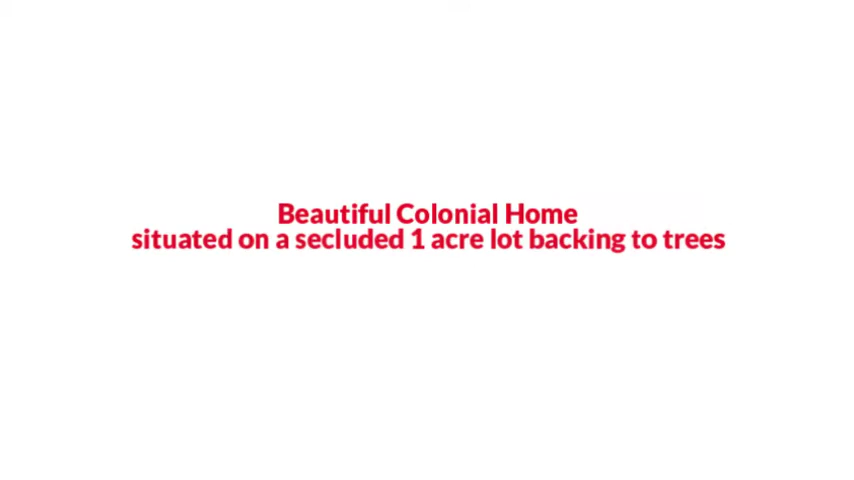 Beautiful Colonial Home
situated on a secluded 1 acre lot backing to trees